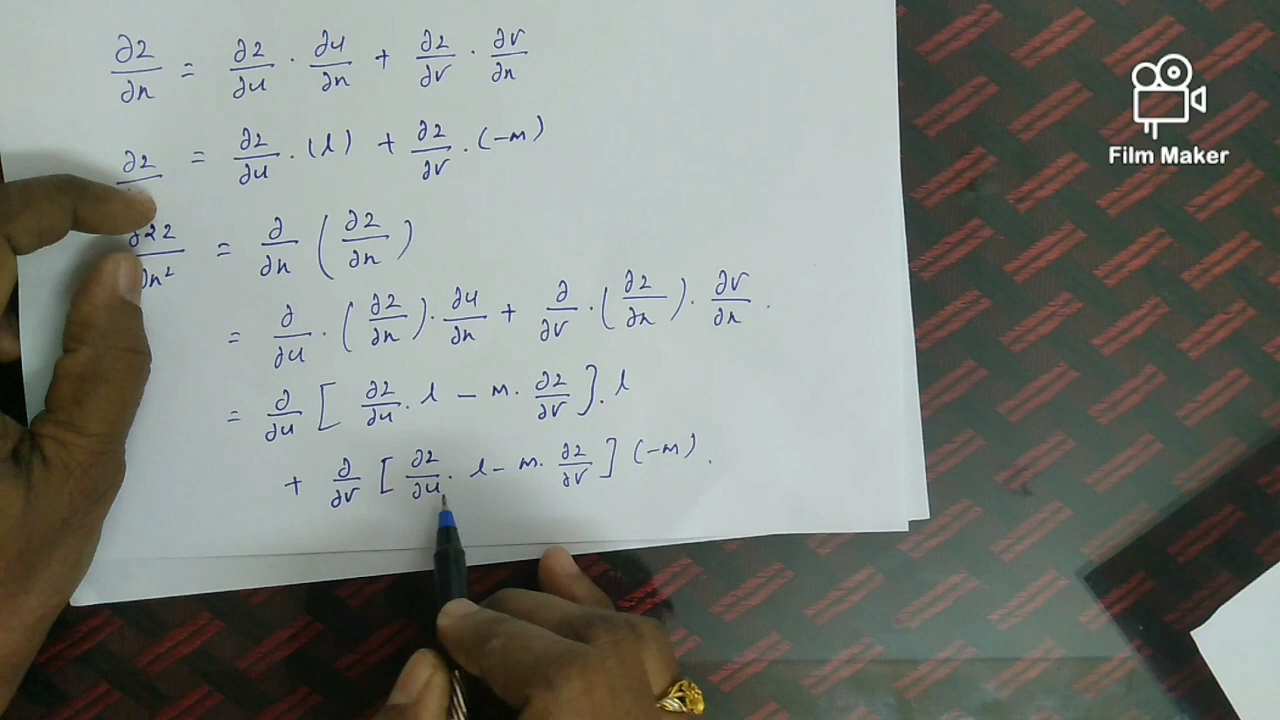 ∂z/∂x = ∂z/∂u · ∂u/∂x + ∂z/∂v · ∂v/∂x
∂z/ = ∂z/∂u · (l) + ∂z/∂v · (-m)
∂²z/∂x² = ∂/∂x (∂z/∂x)
= ∂/∂u · (∂z/∂x) · ∂u/∂x + ∂/∂v · (∂z/∂x) · ∂v/∂x .
= ∂/∂u [ ∂z/∂u · l - m · ∂z/∂v ] . l
+ ∂/∂v [ ∂z/∂u · l - m · ∂z/∂v ] (-m) .
Film Maker